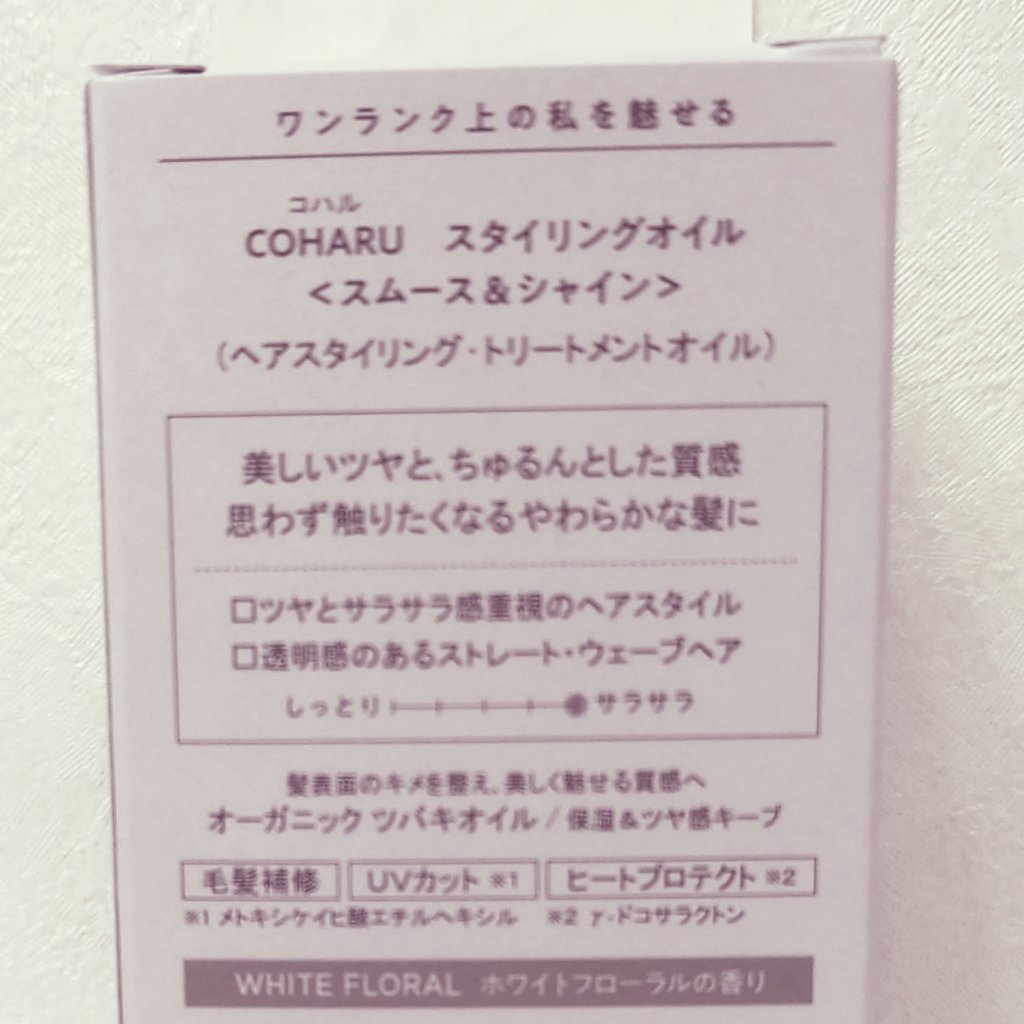 ワンランク上の私を魅せる
コハル
COHARU スタイリングオイル
<スムース&シャイン>
(ヘアスタイリング・トリートメントオイル)
美しいツヤと、ちゅるんとした質感
思わず触りたくなるやわらかな髪に
□ツヤとサラサラ感重視のヘアスタイル
□透明感のあるストレート・ウェーブヘア
しっとり サラサラ
髪表面のキメを整え、美しく魅せる質感へ
オーガニック ツバキオイル / 保湿&ツヤ感キープ
毛髪補修 UVカット ※1 ヒートプロテクト ※2
※1 メトキシケイヒ酸エチルヘキシル ※2 γ-ドコサラクトン
WHITE FLORAL ホワイトフローラルの香り